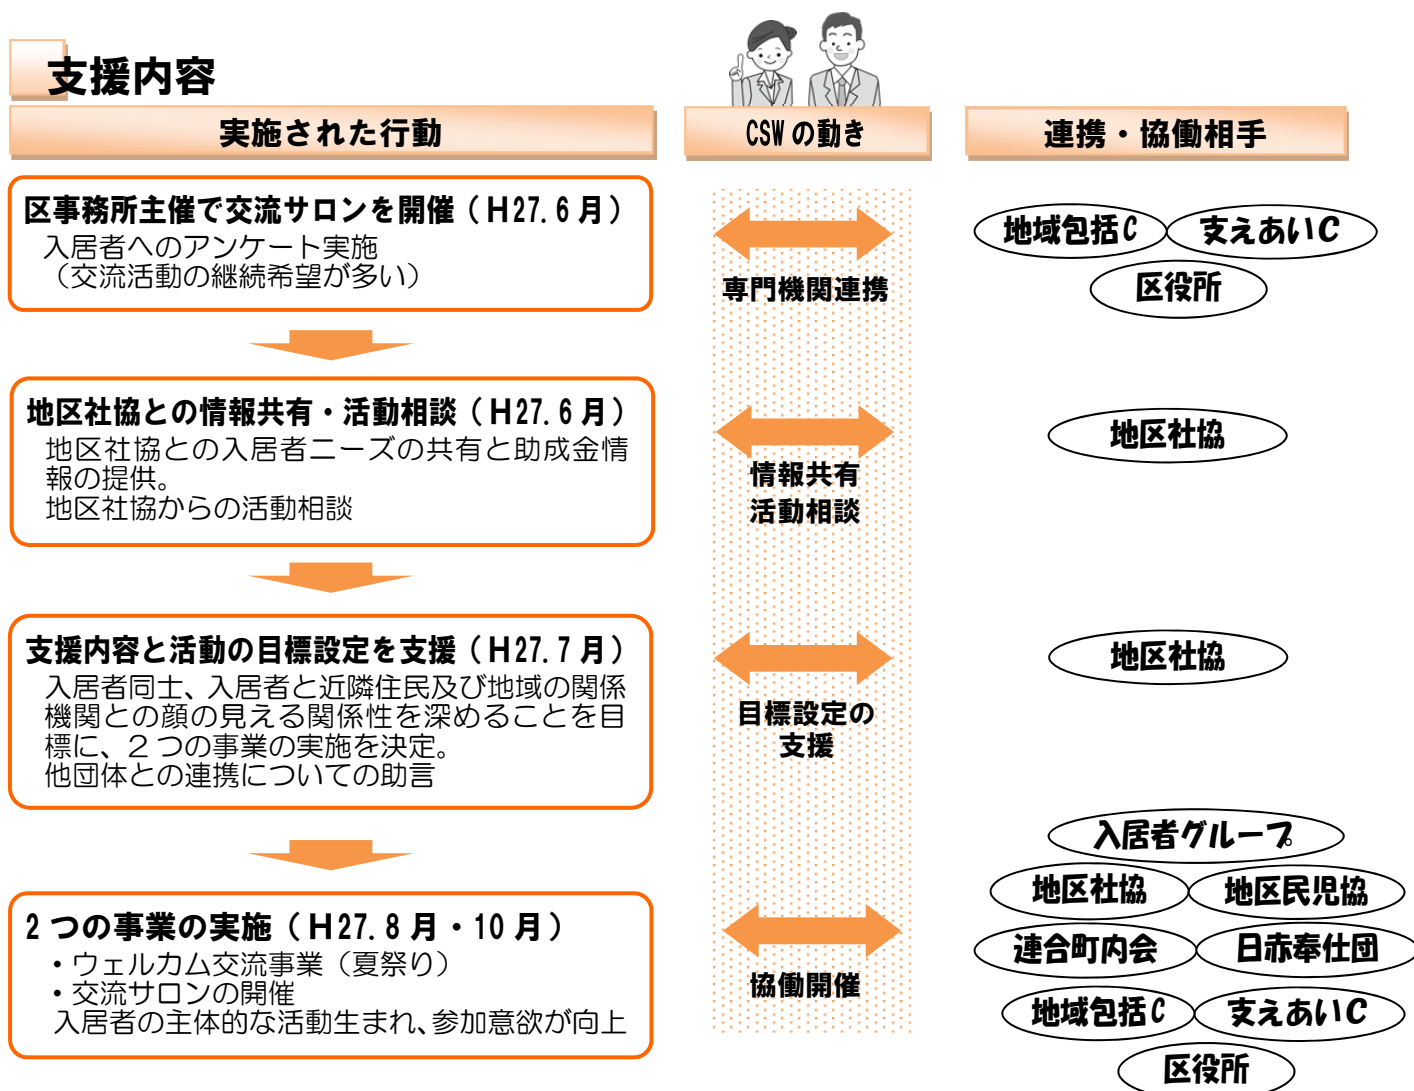 支援内容
実施された行動
CSWの動き
連携・協働相手
区事務所主催で交流サロンを開催（H27.6月）
入居者へのアンケート実施
（交流活動の継続希望が多い）
専門機関連携
地域包括C
支えあいC
区役所
地区社協との情報共有・活動相談（H27.6月）
地区社協との入居者ニーズの共有と助成金情
報の提供。
地区社協からの活動相談
情報共有
活動相談
地区社協
支援内容と活動の目標設定を支援（H27.7月）
入居者同士、入居者と近隣住民及び地域の関係
機関との顔の見える関係性を深めることを目
標に、２つの事業の実施を決定。
他団体との連携についての助言
目標設定の
支援
地区社協
2つの事業の実施（H27.8月・10月）
・ウェルカム交流事業（夏祭り）
・交流サロンの開催
入居者の主体的な活動生まれ、参加意欲が向上
協働開催
入居者グループ
地区社協
地区民児協
連合町内会
日赤奉仕団
地域包括C
支えあいC
区役所